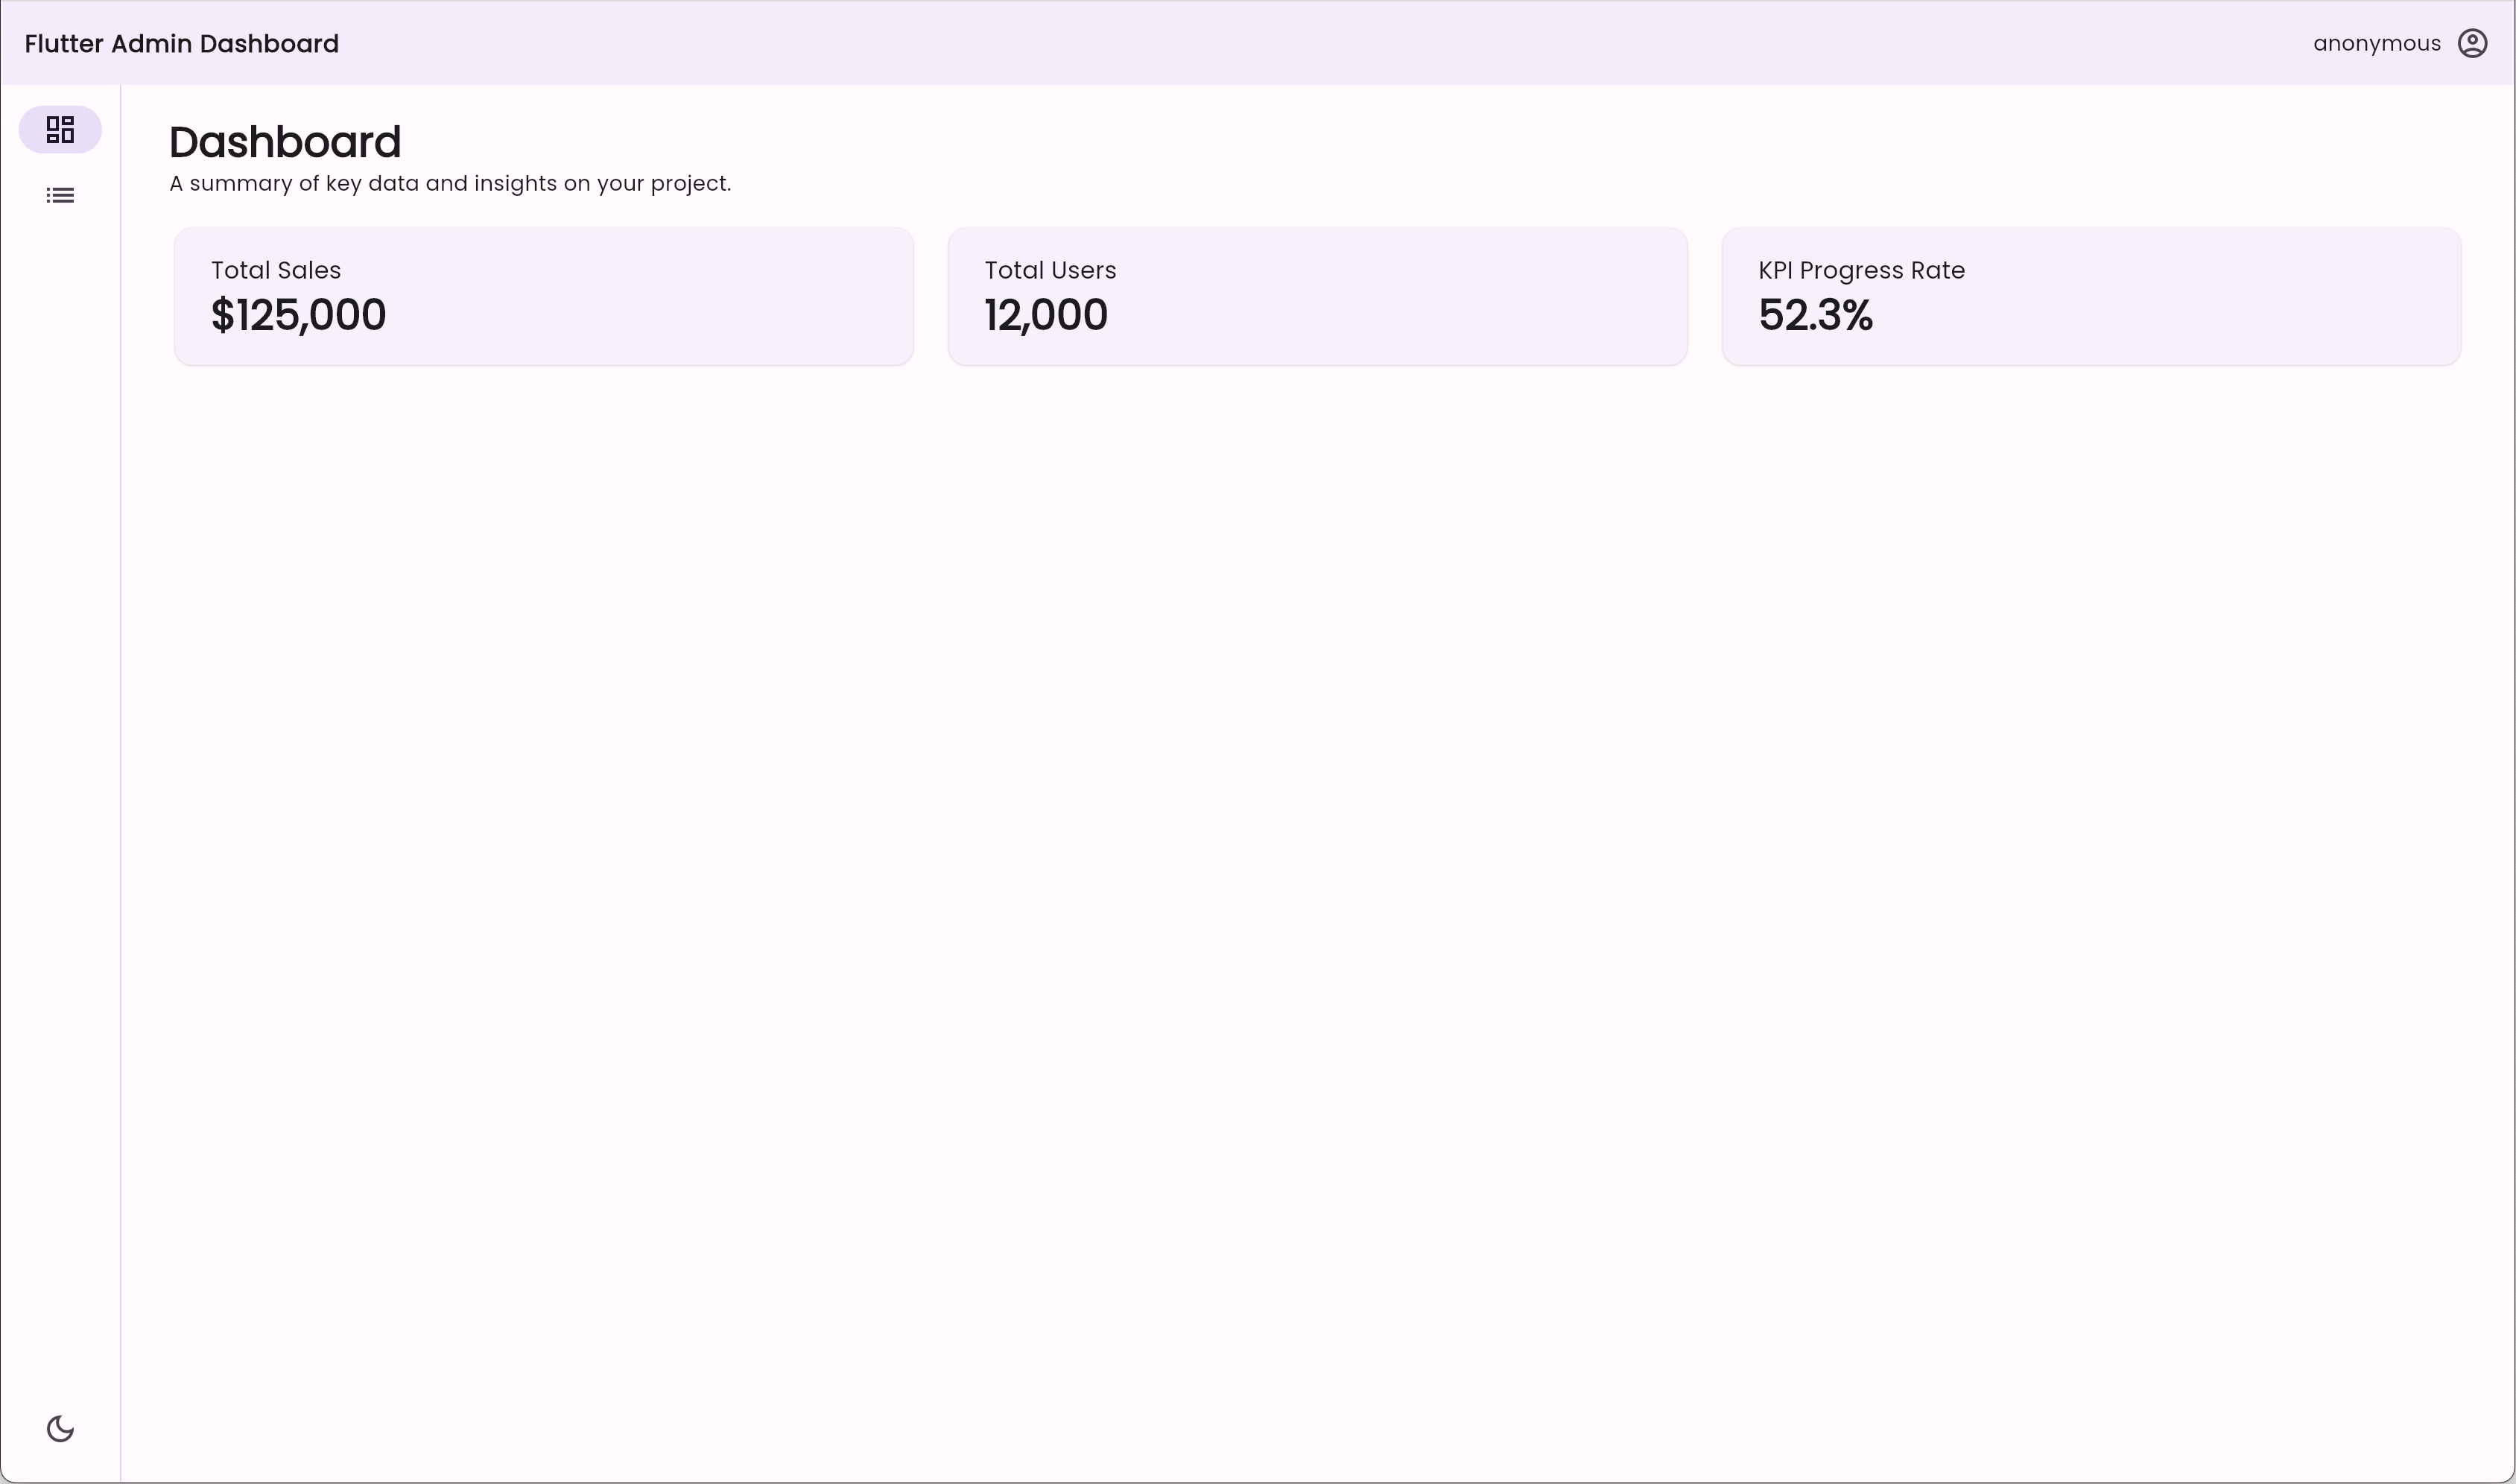 Flutter Admin Dashboard
anonymous
Dashboard
A summary of key data and insights on your project.
Total Sales
$125,000
Total Users
12,000
KPI Progress Rate
52.3%